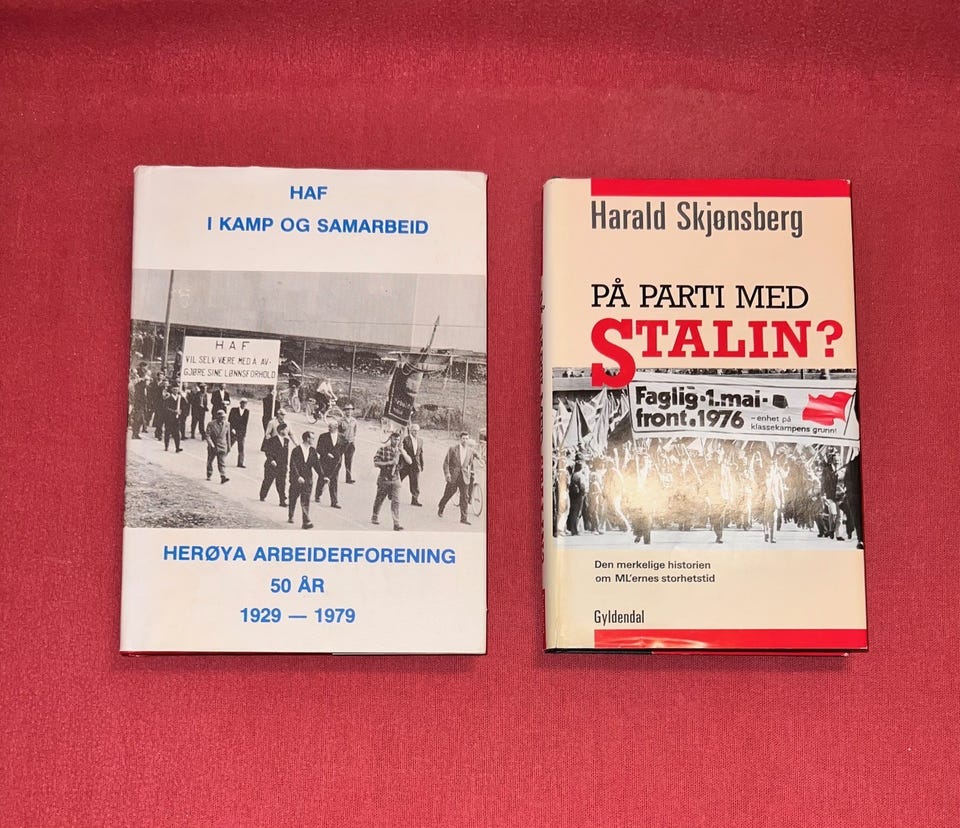 HAF
I KAMP OG SAMARBEID
HAF
VIL SELV VÆRE MED Å AV-
GJØRE SINE LØNNSFORHOLD
HERØYA ARBEIDERFORENING
50 ÅR
1929 — 1979
Harald Skjønsberg
PÅ PARTI MED
STALIN?
Faglig·1.mai·
front.1976
– enhet på
klassekampens grunn!
Den merkelige historien
om ML'ernes storhetstid
Gyldendal